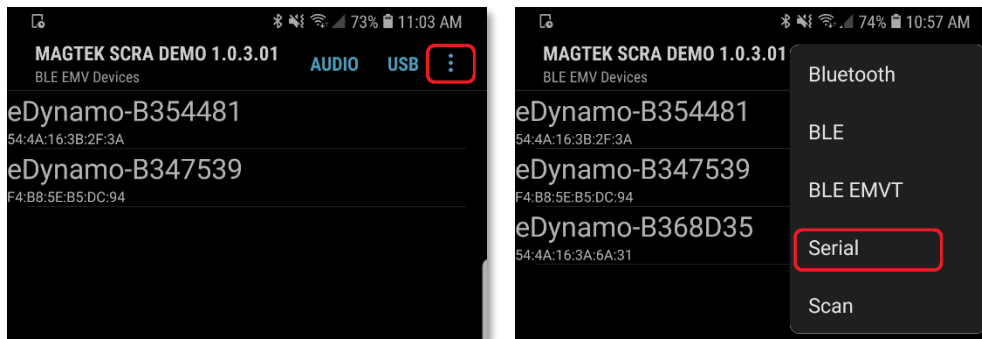 73% 11:03 AM
MAGTEK SCRA DEMO 1.0.3.01
BLE EMV Devices
AUDIO USB
eDynamo-B354481
54:4A:16:3B:2F:3A
eDynamo-B347539
F4:B8:5E:B5:DC:94
74% 10:57 AM
MAGTEK SCRA DEMO 1.0.3.01
BLE EMV Devices
eDynamo-B354481
54:4A:16:3B:2F:3A
eDynamo-B347539
F4:B8:5E:B5:DC:94
eDynamo-B368D35
54:4A:16:3A:6A:31
Bluetooth
BLE
BLE EMVT
Serial
Scan